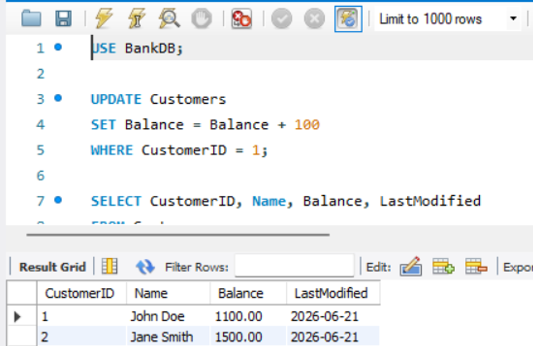 Limit to 1000 rows
1 USE BankDB;
2
3 UPDATE Customers
4 SET Balance = Balance + 100
5 WHERE CustomerID = 1;
6
7 SELECT CustomerID, Name, Balance, LastModified
Result Grid Filter Rows: Edit:
CustomerID Name Balance LastModified
1 John Doe 1100.00 2026-06-21
2 Jane Smith 1500.00 2026-06-21